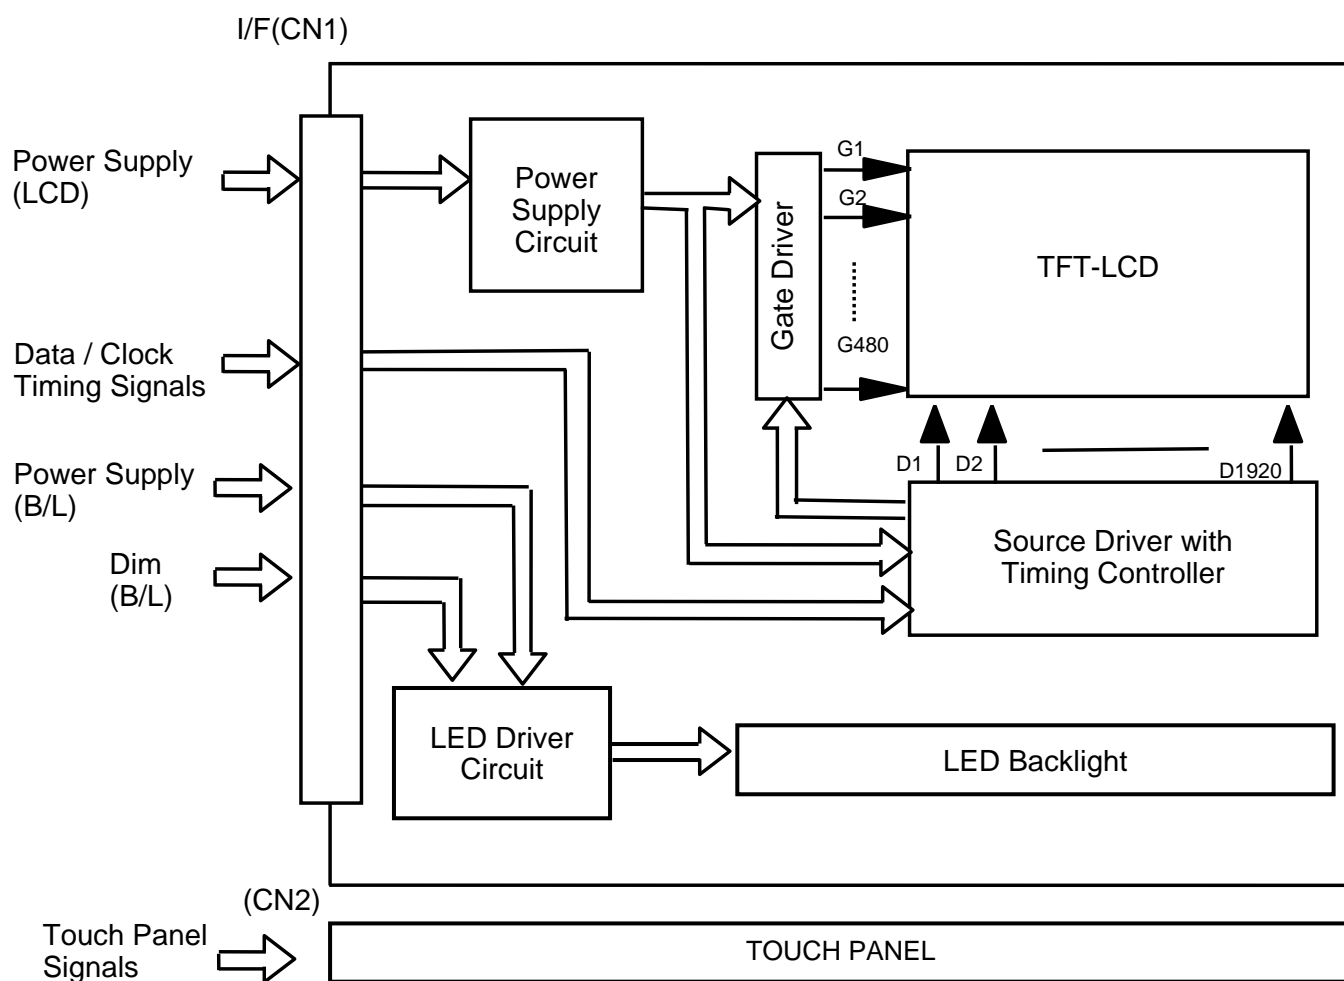 I/F(CN1)
Power Supply
(LCD)
Power
Supply
Circuit
Gate Driver
G1
G2
G480
TFT-LCD
Data / Clock
Timing Signals
D1
D2
D1920
Power Supply
(B/L)
Source Driver with
Timing Controller
Dim
(B/L)
LED Driver
Circuit
LED Backlight
(CN2)
Touch Panel
Signals
TOUCH PANEL